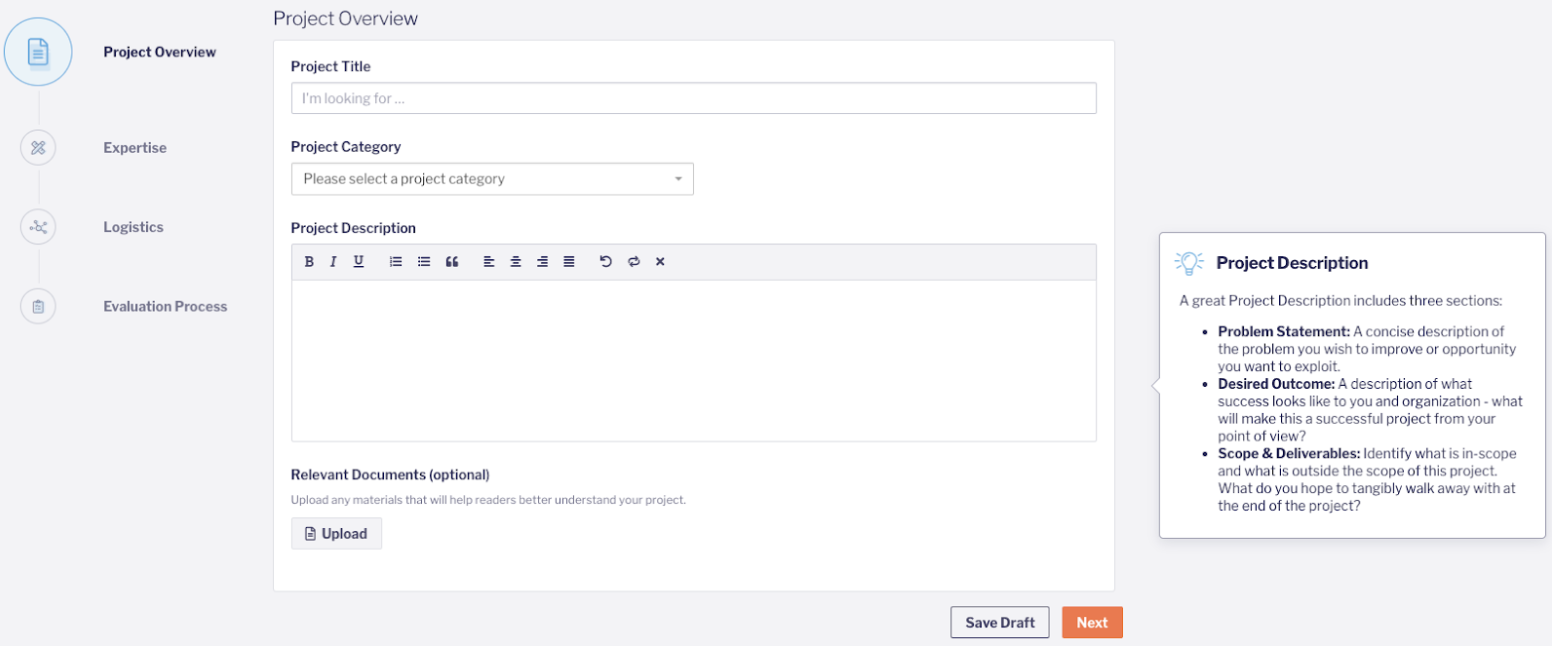 Project Overview
Expertise
Logistics
Evaluation Process
Project Overview
Project Title
I'm looking for ...
Project Category
Please select a project category
Project Description
B I U
Relevant Documents (optional)
Upload any materials that will help readers better understand your project.
Upload
Save Draft
Next
Project Description
A great Project Description includes three sections:
• Problem Statement: A concise description of
the problem you wish to improve or opportunity
you want to exploit.
• Desired Outcome: A description of what
success looks like to you and organization - what
will make this a successful project from your
point of view?
• Scope & Deliverables: Identify what is in-scope
and what is outside the scope of this project.
What do you hope to tangibly walk away with at
the end of the project?